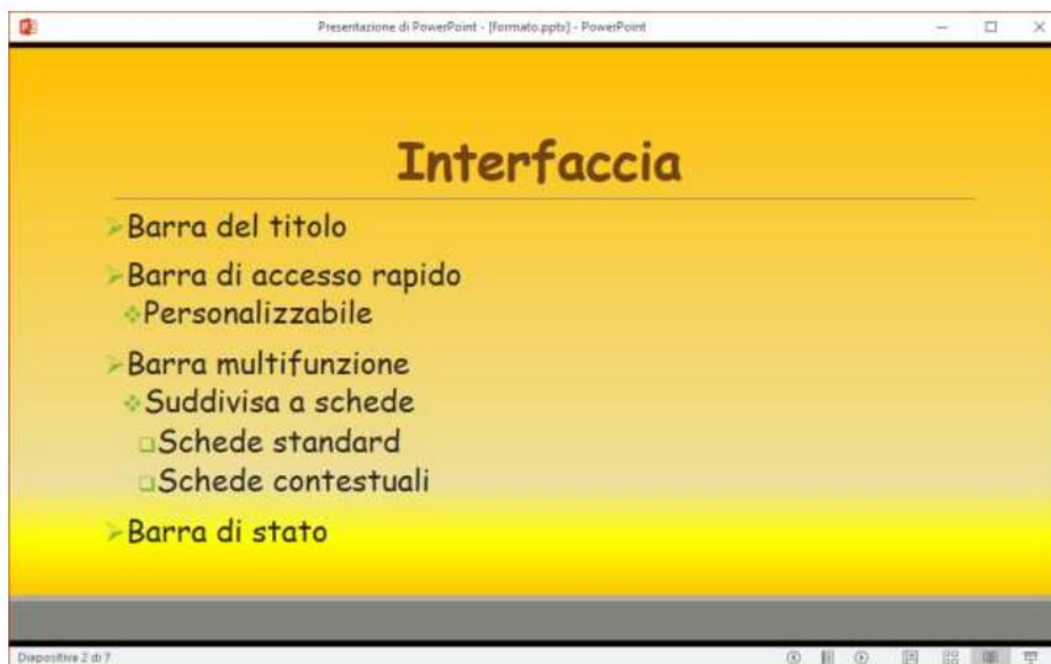 Presentazione di PowerPoint - [formato.pptx] - PowerPoint
Interfaccia
Barra del titolo
Barra di accesso rapido
Personalizzabile
Barra multifunzione
Suddivisa a schede
Schede standard
Schede contestuali
Barra di stato
Diapositiva 2 di 7